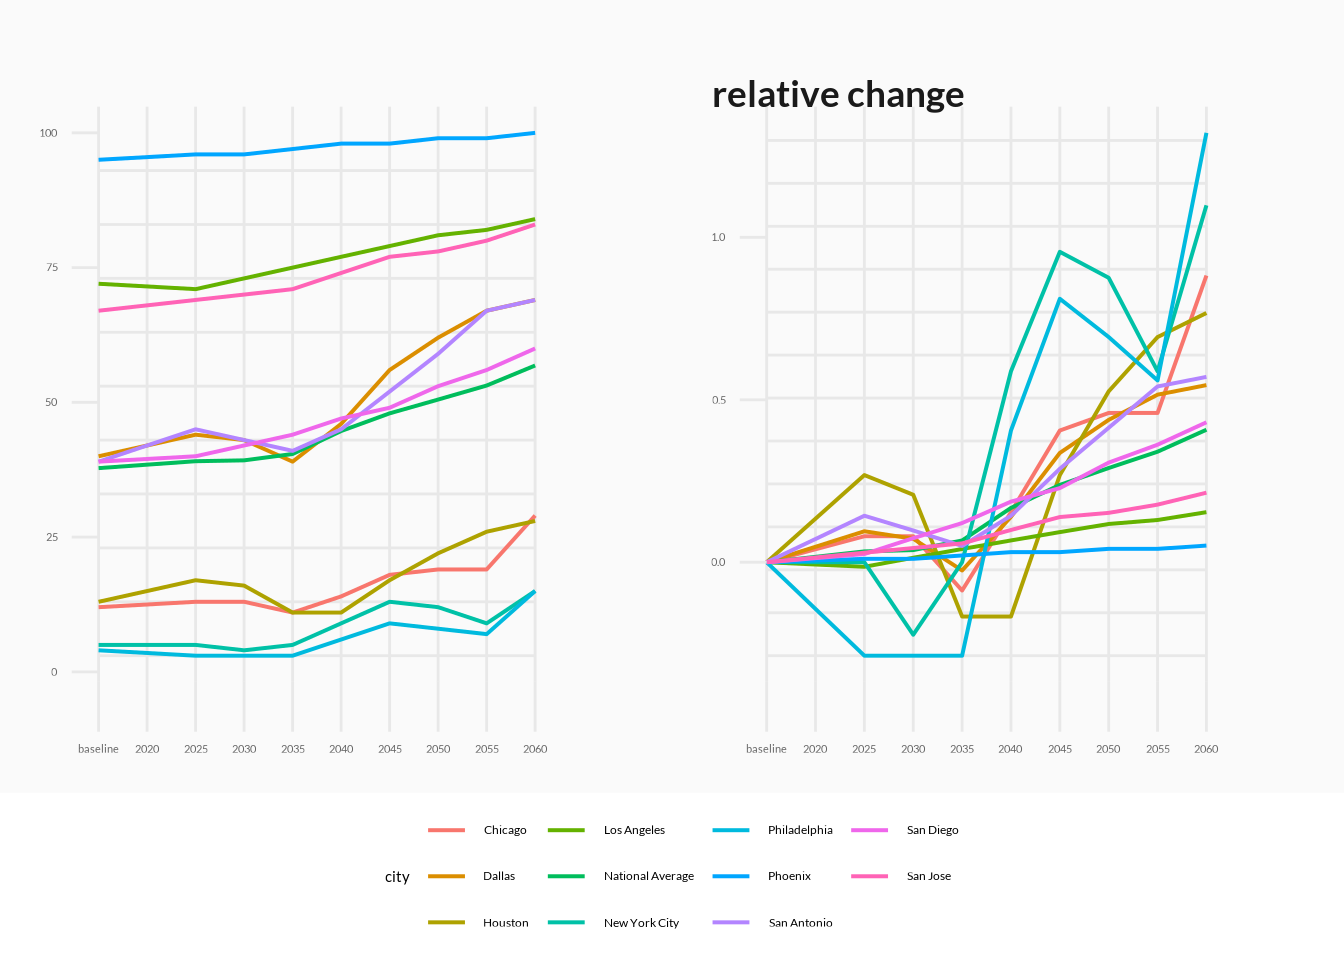 relative change
100
75
50
25
0
baseline 2020 2025 2030 2035 2040 2045 2050 2055 2060
1.0
0.5
0.0
baseline 2020 2025 2030 2035 2040 2045 2050 2055 2060
city
Chicago Los Angeles Philadelphia San Diego
Dallas National Average Phoenix San Jose
Houston New York City San Antonio